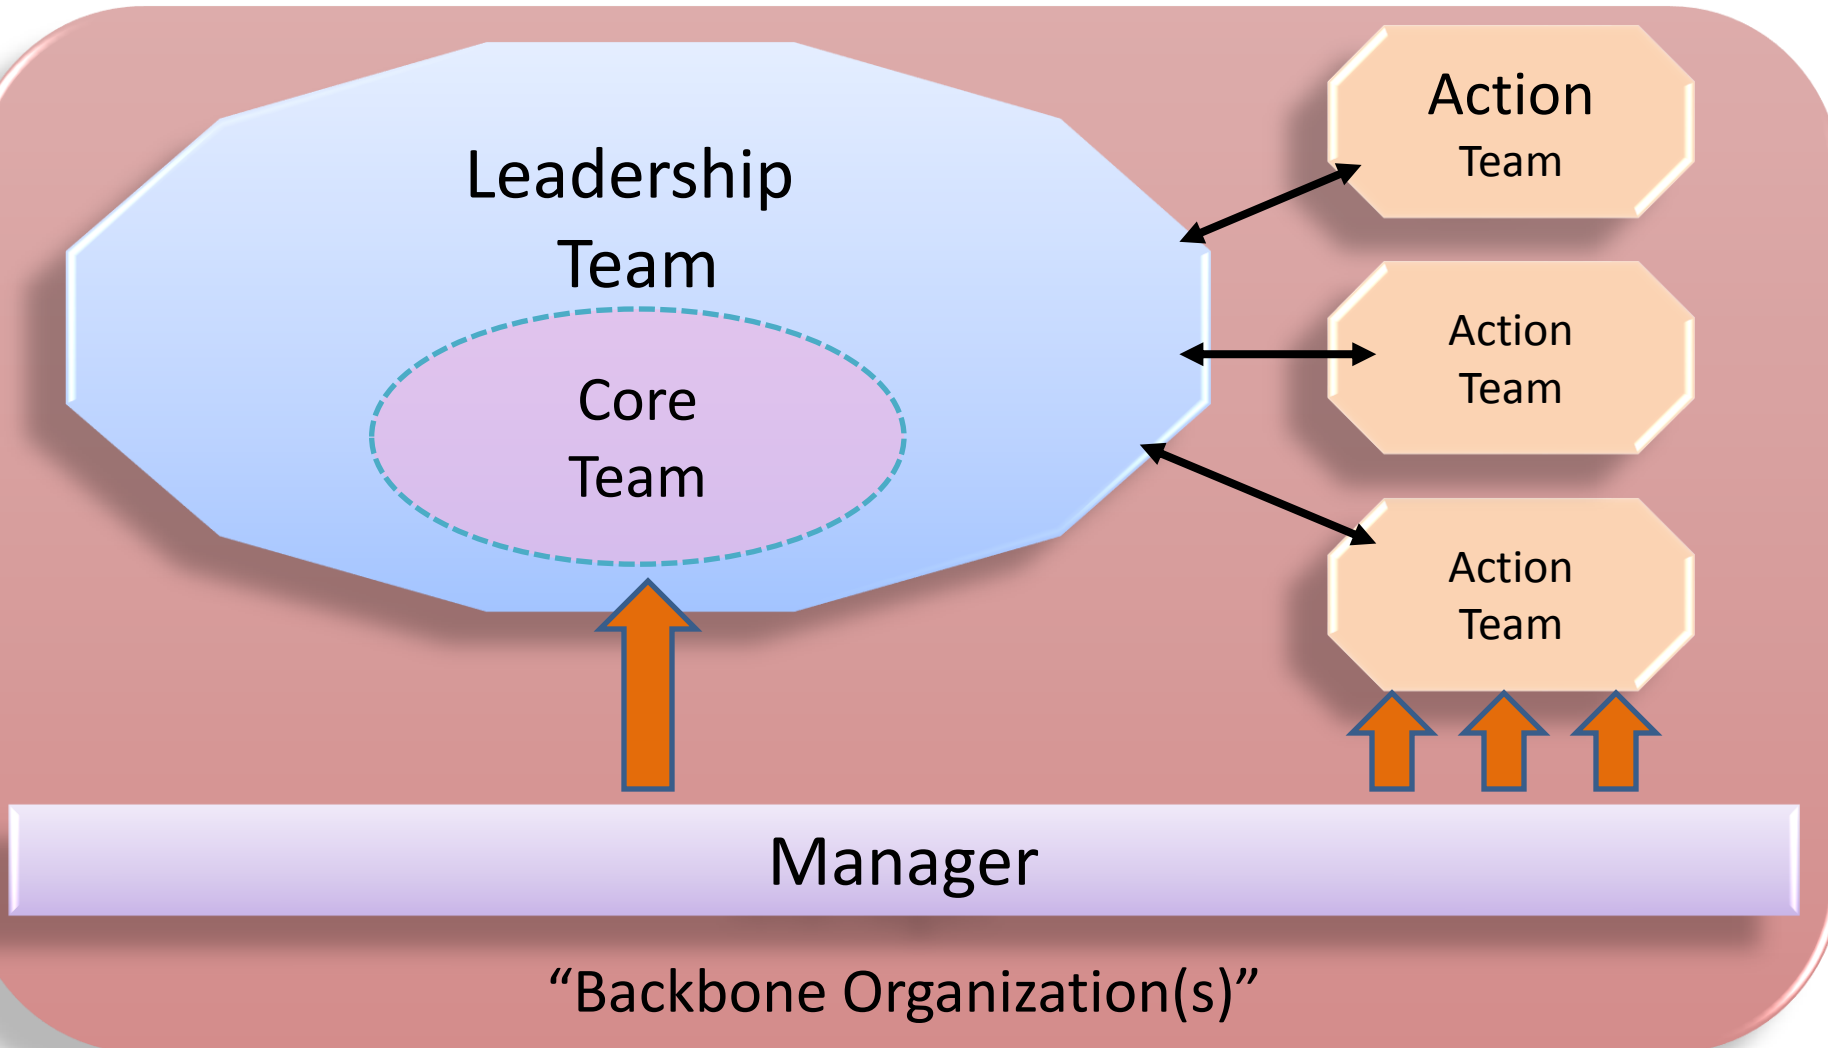 Leadership
Team
Core
Team
Action
Team
Action
Team
Action
Team
Manager
“Backbone Organization(s)”